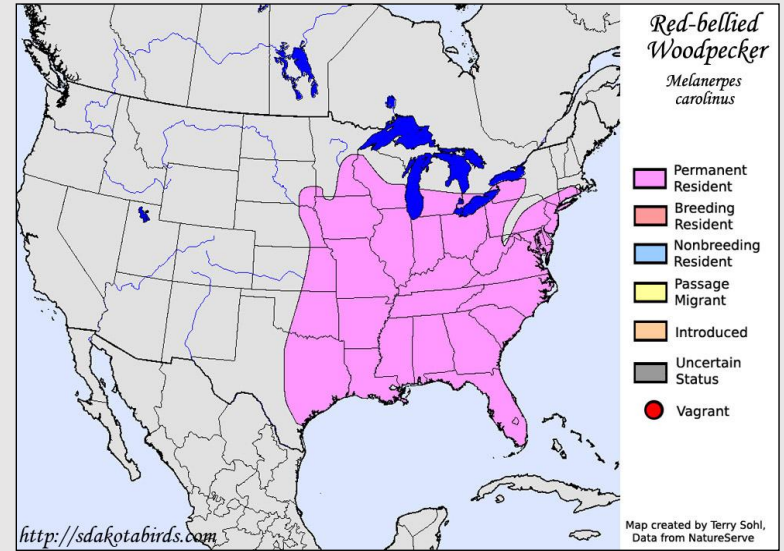 Red-bellied
Woodpecker
Melanerpes
carolinus
Permanent
Resident
Breeding
Resident
Nonbreeding
Resident
Passage
Migrant
Introduced
Uncertain
Status
Vagrant
http://sdakotabirds.com
Map created by Terry Sohl,
Data from NatureServe